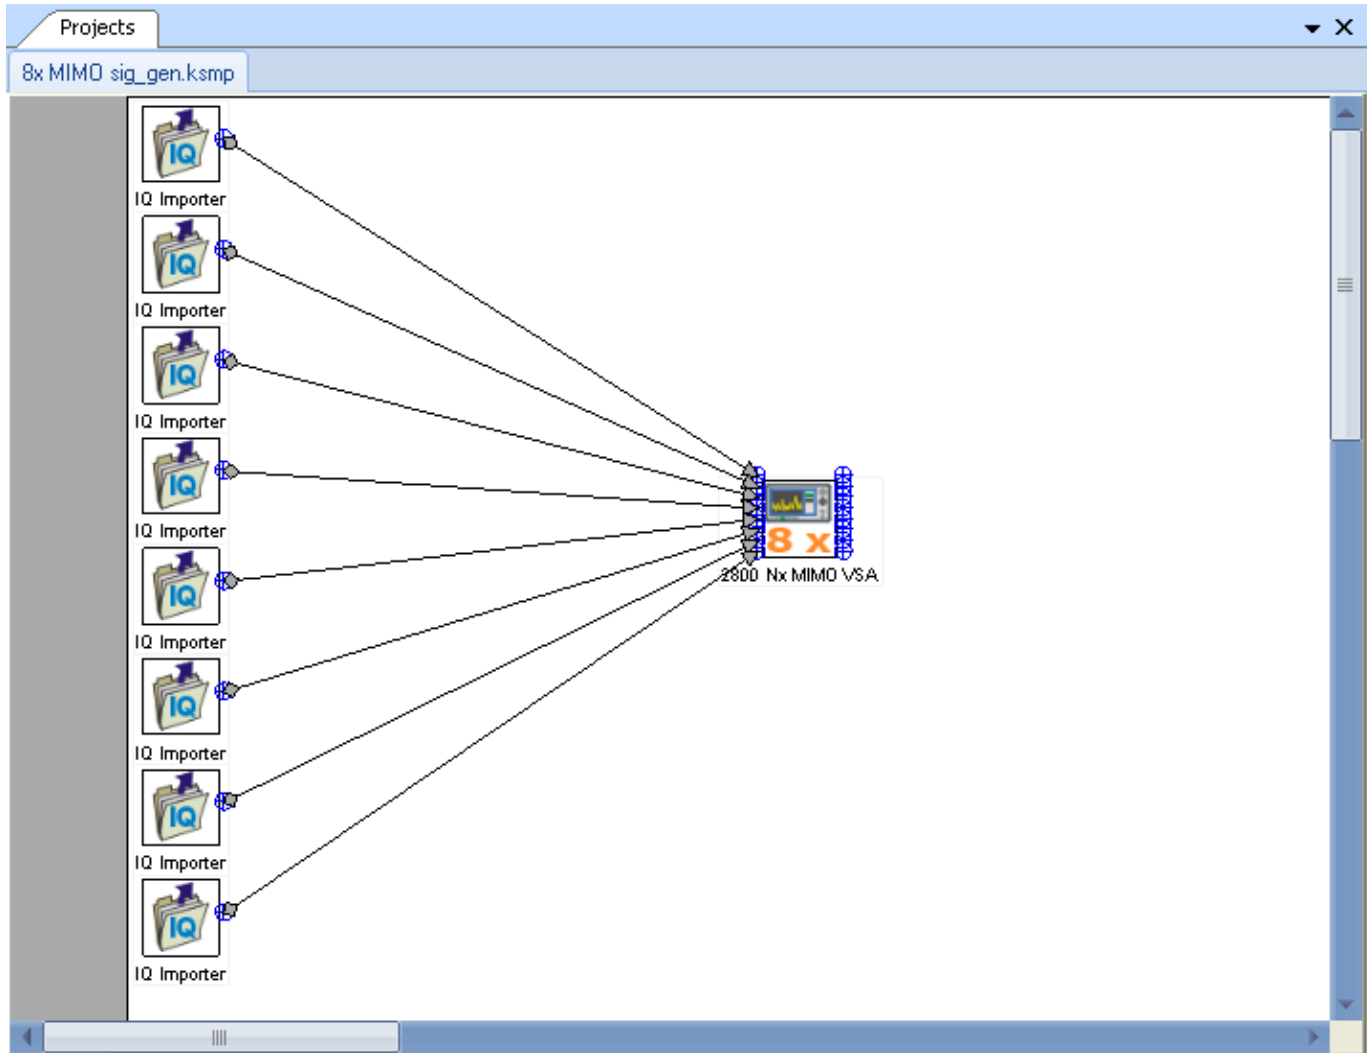 Projects
8x MIMO sig_gen.ksmp
IQ
IQ Importer
IQ
IQ Importer
IQ
IQ Importer
IQ
IQ Importer
8 x
2800 Nx MIMO VSA
IQ
IQ Importer
IQ
IQ Importer
IQ
IQ Importer
IQ
IQ Importer